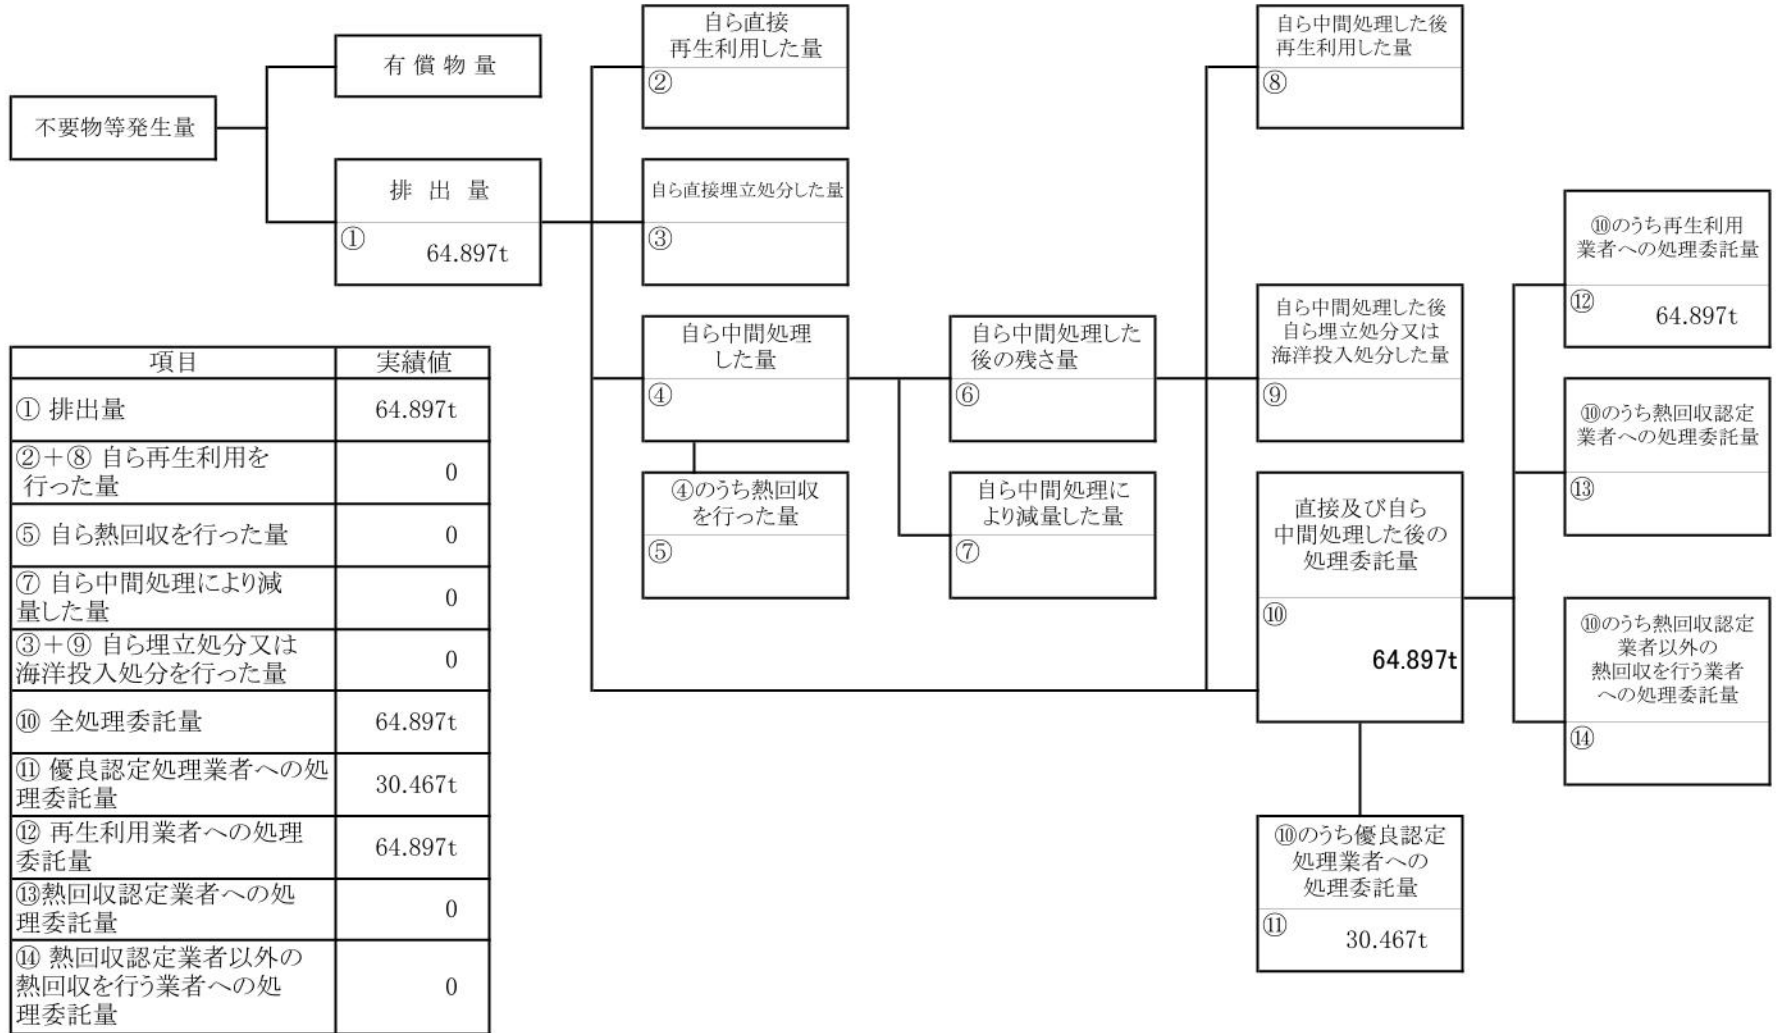 不要物等発生量
有償物量
排出量
①
64.897t
自ら直接
再生利用した量
②
自ら直接埋立処分した量
③
自ら中間処理
した量
④
④のうち熱回収
を行った量
⑤
自ら中間処理した
後の残さ量
⑥
自ら中間処理に
より減量した量
⑦
自ら中間処理した後
再生利用した量
⑧
自ら中間処理した後
自ら埋立処分又は
海洋投入処分した量
⑨
直接及び自ら
中間処理した後の
処理委託量
⑩
64.897t
⑩のうち優良認定
処理業者への
処理委託量
⑪
30.467t
⑩のうち再生利用
業者への処理委託量
⑫
64.897t
⑩のうち熱回収認定
業者への処理委託量
⑬
⑩のうち熱回収認定
業者以外の
熱回収を行う業者
への処理委託量
⑭
項目 実績値
① 排出量 64.897t
②＋⑧ 自ら再生利用を
行った量 0
⑤ 自ら熱回収を行った量 0
⑦ 自ら中間処理により減
量した量 0
③＋⑨ 自ら埋立処分又は
海洋投入処分を行った量 0
⑩ 全処理委託量 64.897t
⑪ 優良認定処理業者への処
理委託量 30.467t
⑫ 再生利用業者への処理
委託量 64.897t
⑬熱回収認定業者への処
理委託量 0
⑭ 熱回収認定業者以外の
熱回収を行う業者への処
理委託量 0